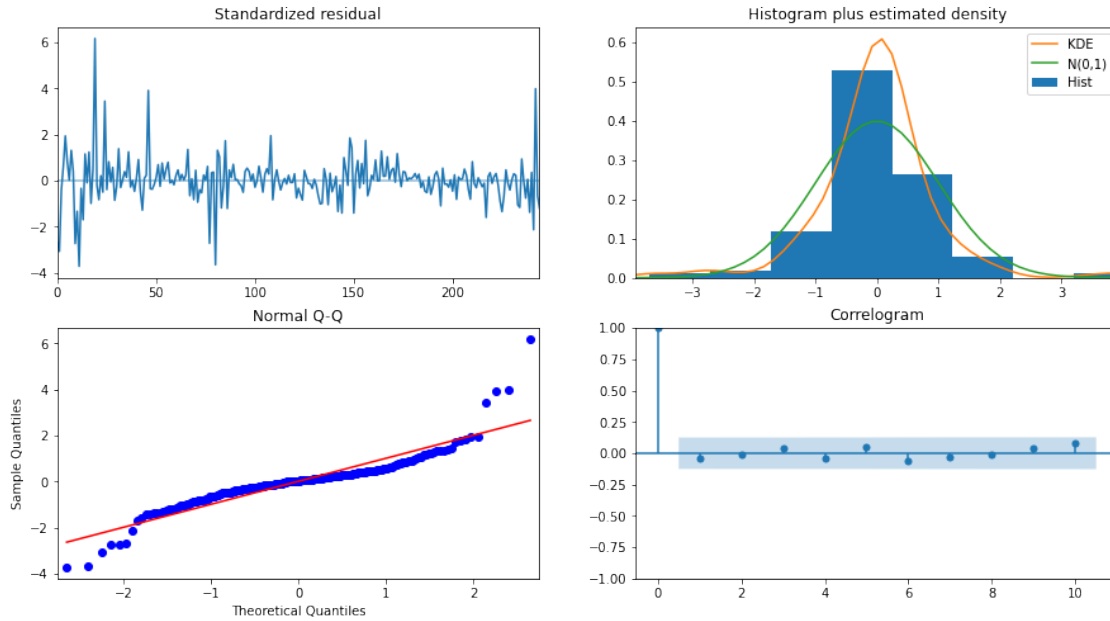 Standardized residual
6
4
2
0
−2
−4
0 50 100 150 200
Histogram plus estimated density
KDE
N(0,1)
Hist
0.6
0.5
0.4
0.3
0.2
0.1
0.0
−3 −2 −1 0 1 2 3
Normal Q-Q
Sample Quantiles
6
4
2
0
−2
−4
−2 −1 0 1 2
Theoretical Quantiles
Correlogram
1.00
0.75
0.50
0.25
0.00
−0.25
−0.50
−0.75
−1.00
0 2 4 6 8 10